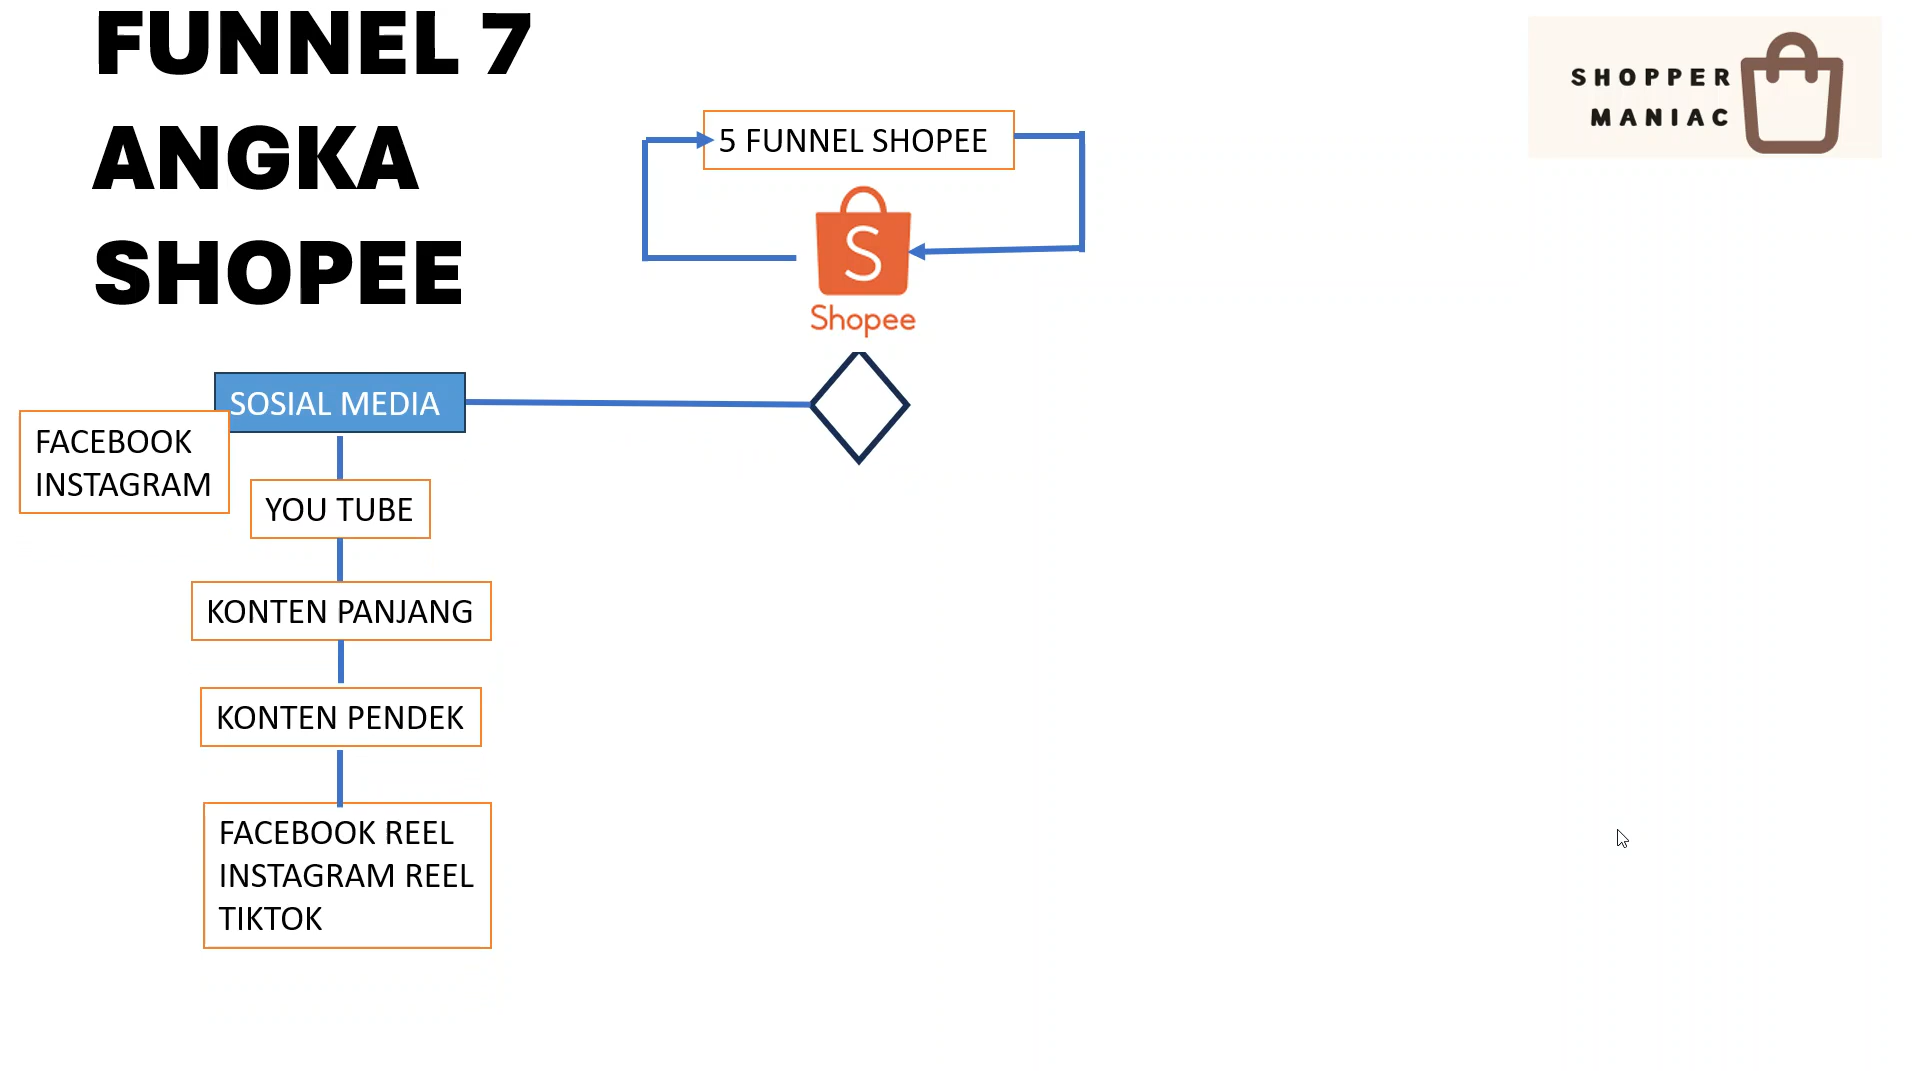 FUNNEL 7
ANGKA
SHOPEE
SHOPPER
MANIAC
5 FUNNEL SHOPEE
S
Shopee
SOSIAL MEDIA
FACEBOOK
INSTAGRAM
YOU TUBE
KONTEN PANJANG
KONTEN PENDEK
FACEBOOK REEL
INSTAGRAM REEL
TIKTOK